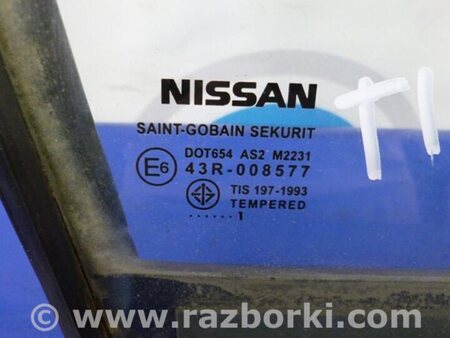 NISSAN
SAINT-GOBAIN SEKURIT
DOT654 AS2 M2231
E6 43R-008577
TIS 197-1993
TEMPERED
...... 1
T1
© www.razborki.com